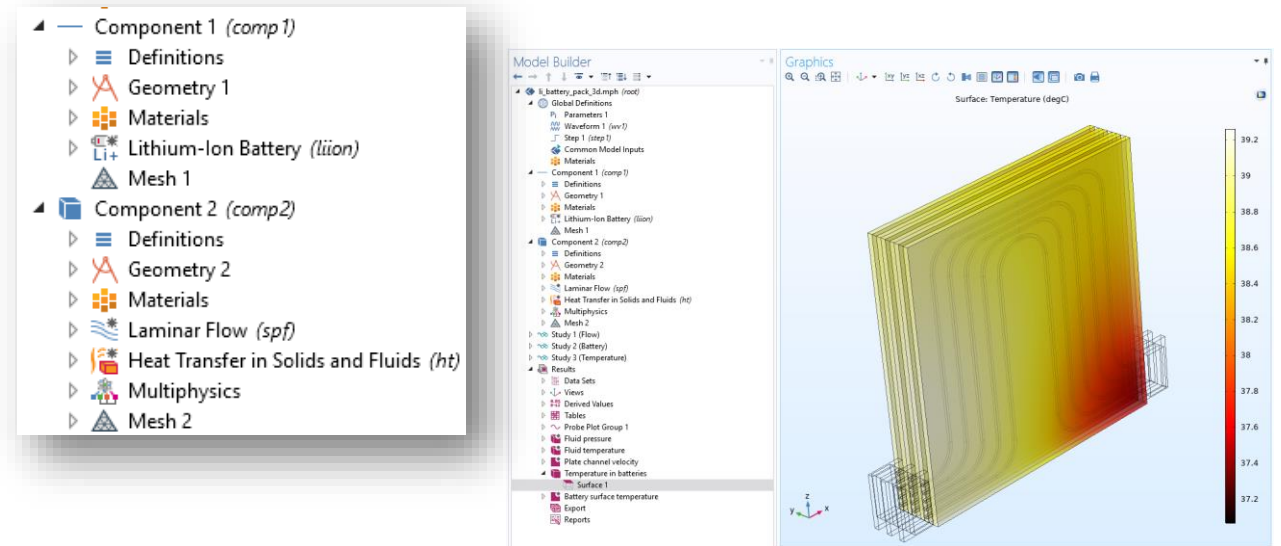 Component 1 (comp1)
Definitions
Geometry 1
Materials
Li+ Lithium-Ion Battery (liion)
Mesh 1
Component 2 (comp2)
Definitions
Geometry 2
Materials
Laminar Flow (spf)
Heat Transfer in Solids and Fluids (ht)
Multiphysics
Mesh 2
Model Builder
li_battery_pack_3d.mph (root)
Global Definitions
Pi Parameters 1
Waveform 1 (wv1)
Step 1 (step1)
Common Model Inputs
Materials
Component 1 (comp1)
Definitions
Geometry 1
Materials
Li+ Lithium-Ion Battery (liion)
Mesh 1
Component 2 (comp2)
Definitions
Geometry 2
Materials
Laminar Flow (spf)
Heat Transfer in Solids and Fluids (ht)
Multiphysics
Mesh 2
Study 1 (Flow)
Study 2 (Battery)
Study 3 (Temperature)
Results
Data Sets
Views
Derived Values
Tables
Probe Plot Group 1
Fluid pressure
Fluid temperature
Plate channel velocity
Temperature in batteries
Surface 1
Battery surface temperature
Export
Reports
Graphics
Surface: Temperature (degC)
39.2
39
38.8
38.6
38.4
38.2
38
37.8
37.6
37.4
37.2
z
y x